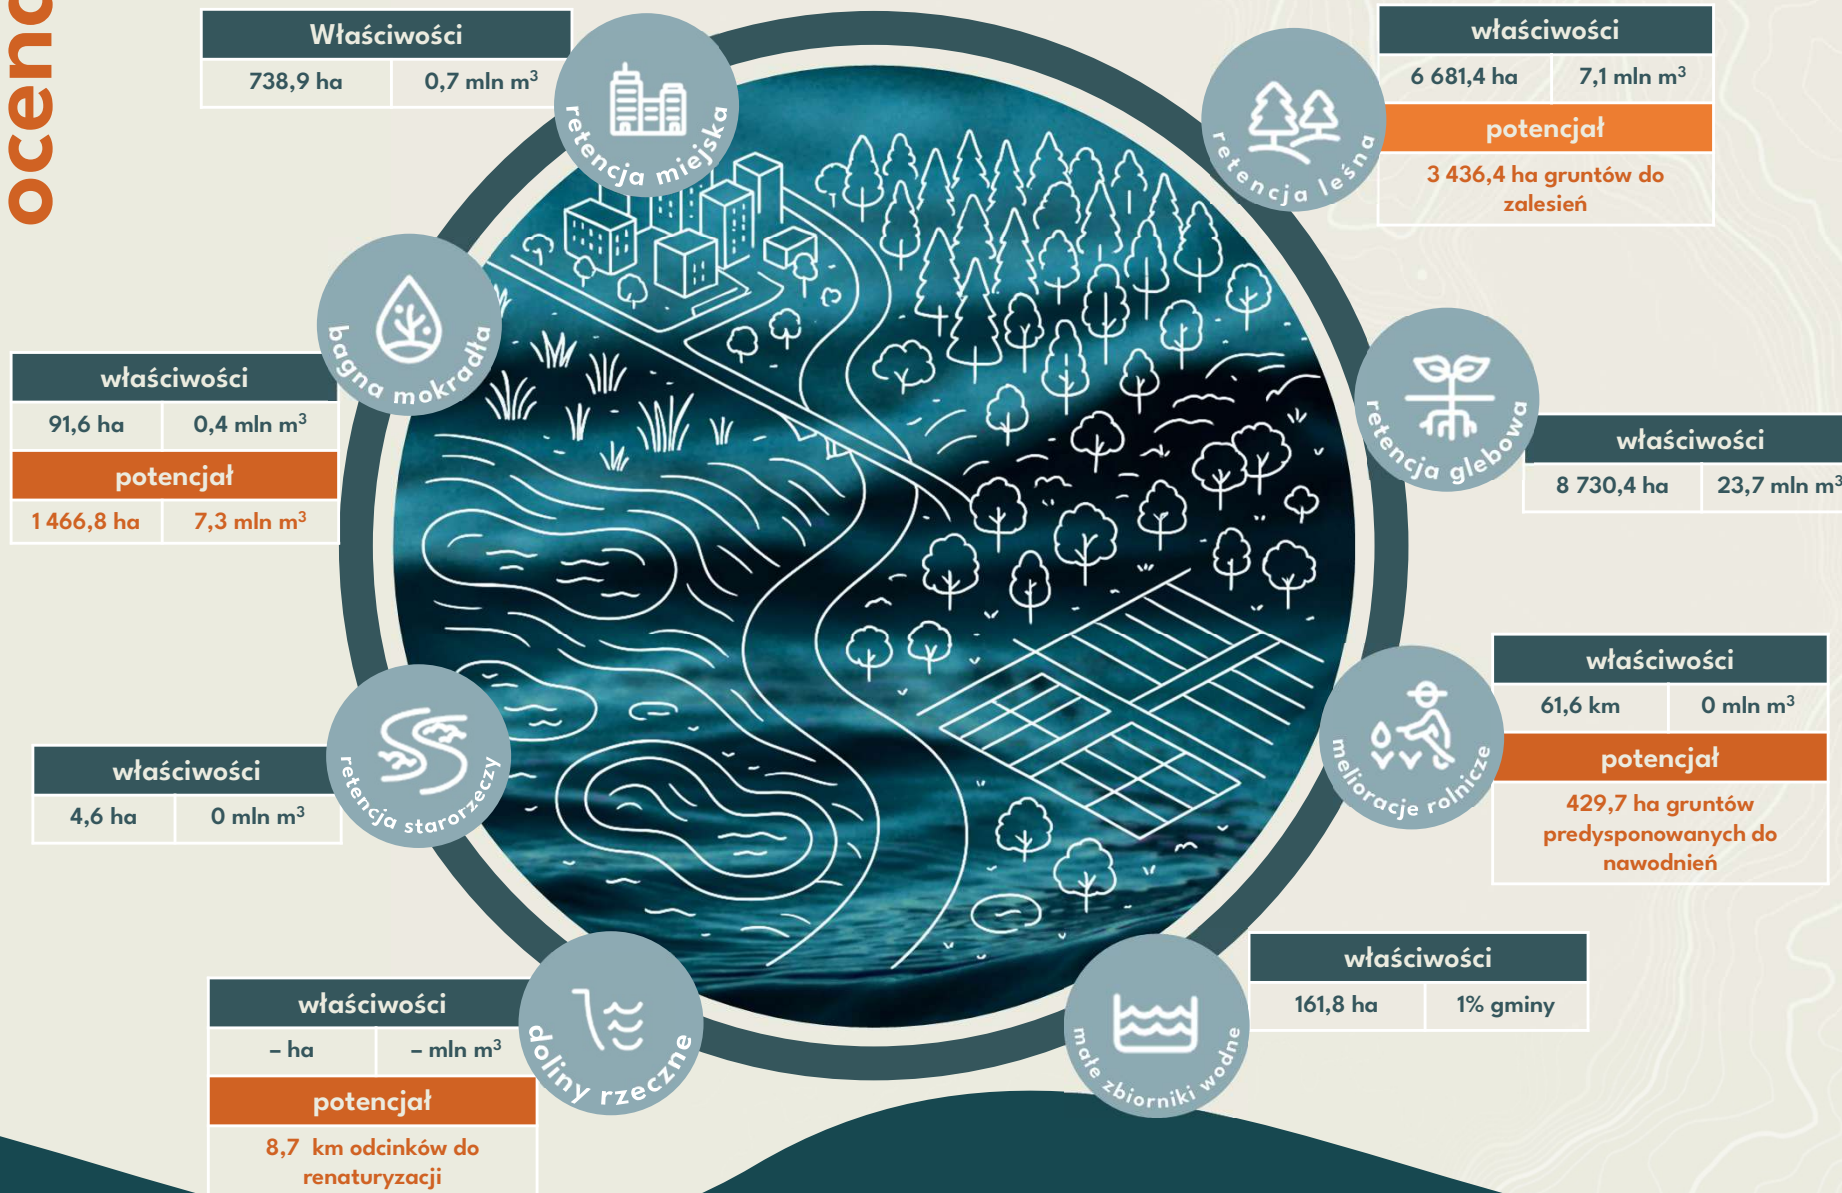 ocena
Właściwości
738,9 ha 0,7 mln m³
retencja miejska
właściwości
6 681,4 ha 7,1 mln m³
potencjał
3 436,4 ha gruntów do
zalesień
retencja leśna
bagna mokradła
właściwości
91,6 ha 0,4 mln m³
potencjał
1 466,8 ha 7,3 mln m³
retencja glebowa
właściwości
8 730,4 ha 23,7 mln m³
retencja starorzeczy
właściwości
4,6 ha 0 mln m³
melioracje rolnicze
właściwości
61,6 km 0 mln m³
potencjał
429,7 ha gruntów
predysponowanych do
nawodnień
doliny rzeczne
właściwości
– ha – mln m³
potencjał
8,7 km odcinków do
renaturyzacji
małe zbiorniki wodne
właściwości
161,8 ha 1% gminy